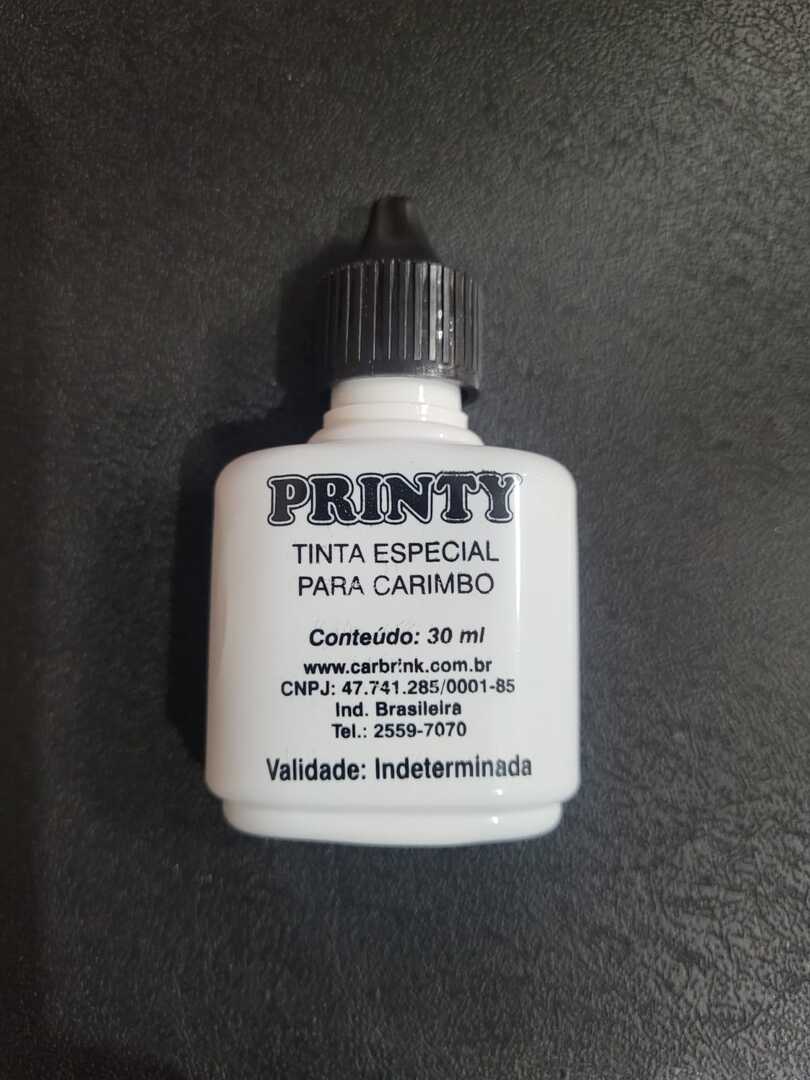 PRINTY
TINTA ESPECIAL
PARA CARIMBO
Conteúdo: 30 ml
www.carbrink.com.br
CNPJ: 47.741.285/0001-85
Ind. Brasileira
Tel.: 2559-7070
Validade: Indeterminada